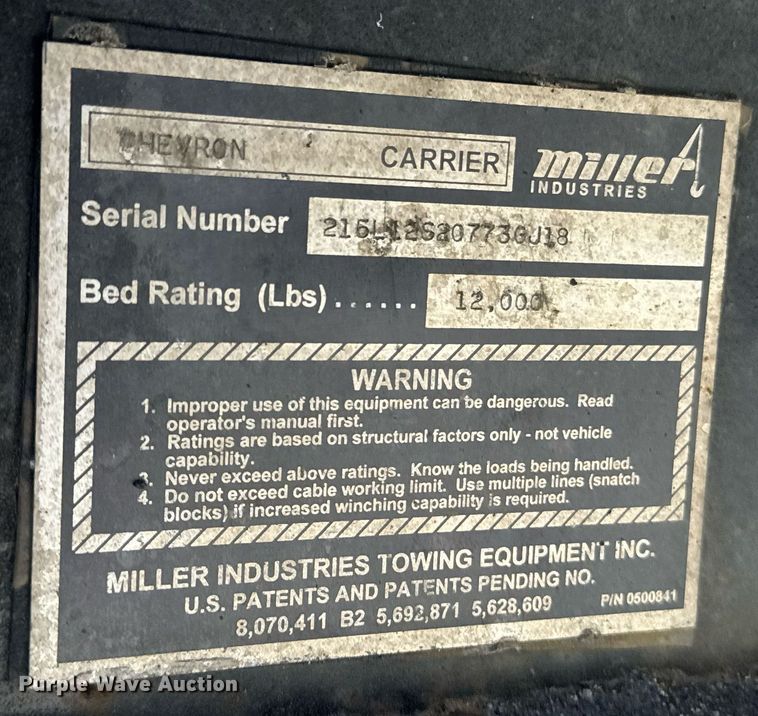 CHEVRON CARRIER miller INDUSTRIES
Serial Number
Bed Rating (Lbs)...... 12,000
WARNING
1. Improper use of this equipment can be dangerous. Read
operator's manual first.
2. Ratings are based on structural factors only - not vehicle
capability.
3. Never exceed above ratings. Know the loads being handled.
4. Do not exceed cable working limit. Use multiple lines (snatch
blocks) if increased winching capability is required.
MILLER INDUSTRIES TOWING EQUIPMENT INC.
U.S. PATENTS AND PATENTS PENDING NO.
8,070,411 B2 5,692,871 5,628,609 P/N 0500841
Purple Wave Auction